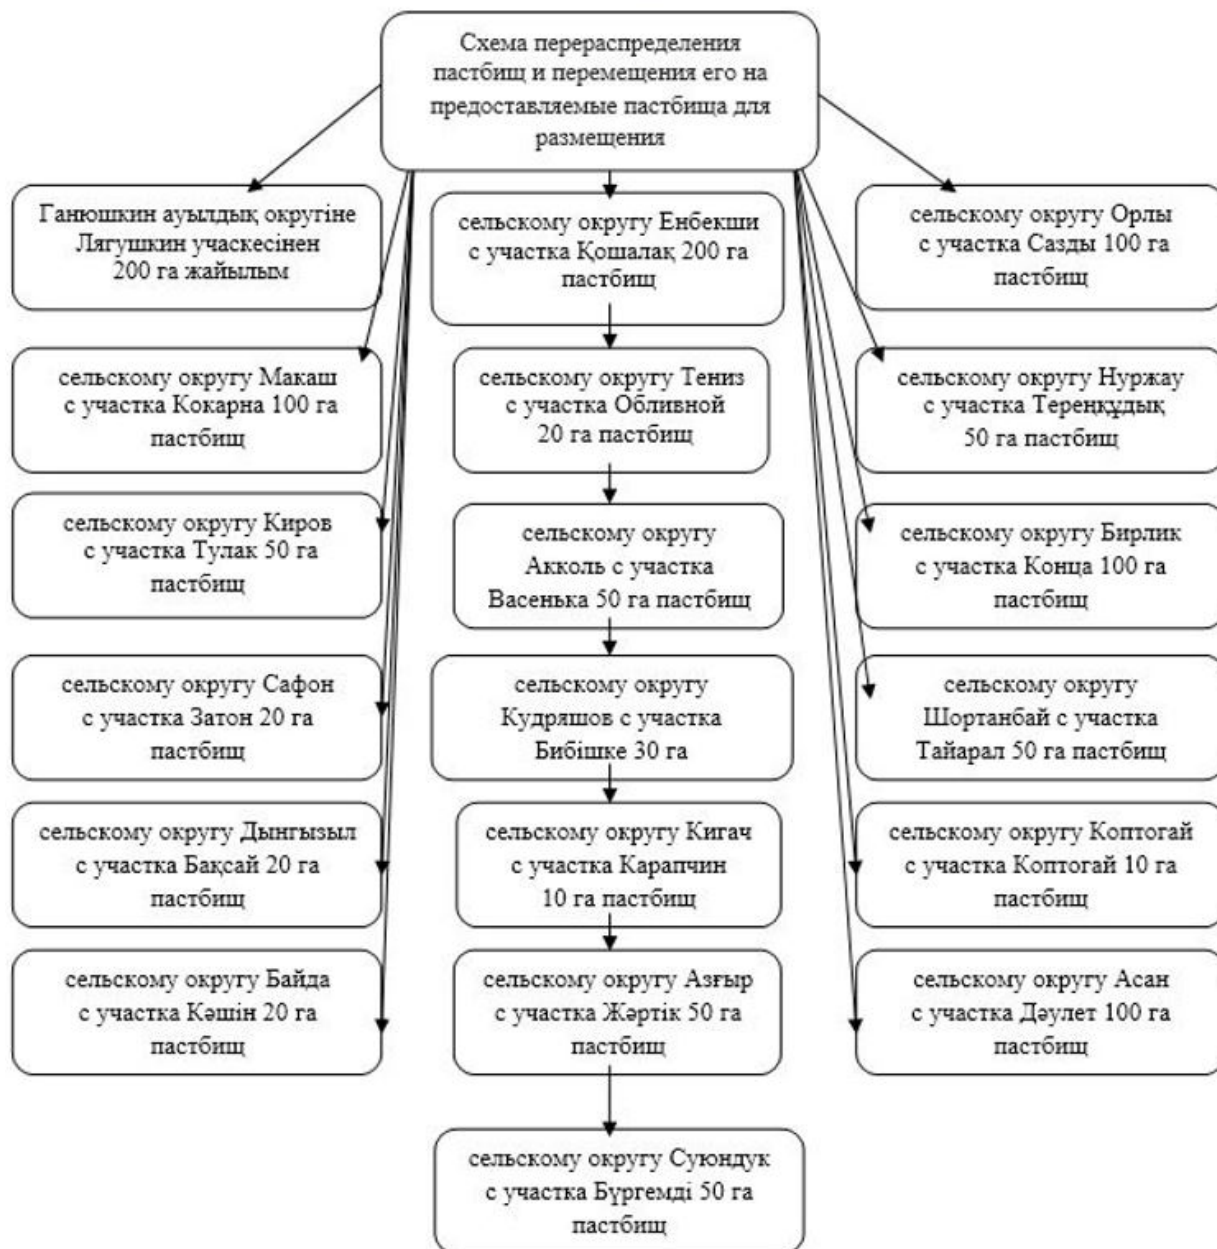 Схема перераспределения
пастбищ и перемещения его на
предоставляемые пастбища для
размещения
Ганюшкин ауылдық округіне
Лягушкин учаскесінен
200 га жайылым
сельскому округу Енбекши
с участка Қошалақ 200 га
пастбищ
сельскому округу Орлы
с участка Сазды 100 га
пастбищ
сельскому округу Макаш
с участка Кокарна 100 га
пастбищ
сельскому округу Тениз
с участка Обливной
20 га пастбищ
сельскому округу Нуржау
с участка Тереңқұдық
50 га пастбищ
сельскому округу Киров
с участка Тулак 50 га
пастбищ
сельскому округу
Акколь с участка
Васенька 50 га пастбищ
сельскому округу Бирлик
с участка Конца 100 га
пастбищ
сельскому округу Сафон
с участка Затон 20 га
пастбищ
сельскому округу
Кудряшов с участка
Бибішке 30 га
сельскому округу
Шортанбай с участка
Тайарал 50 га пастбищ
сельскому округу Дынгызыл
с участка Бақсай 20 га
пастбищ
сельскому округу Кигач
с участка Карапчин
10 га пастбищ
сельскому округу Коптогай
с участка Коптогай 10 га
пастбищ
сельскому округу Байда
с участка Кәшін 20 га
пастбищ
сельскому округу Азғыр
с участка Жәртік 50 га
пастбищ
сельскому округу Асан
с участка Дәулет 100 га
пастбищ
сельскому округу Суюндук
с участка Бүргемді 50 га
пастбищ